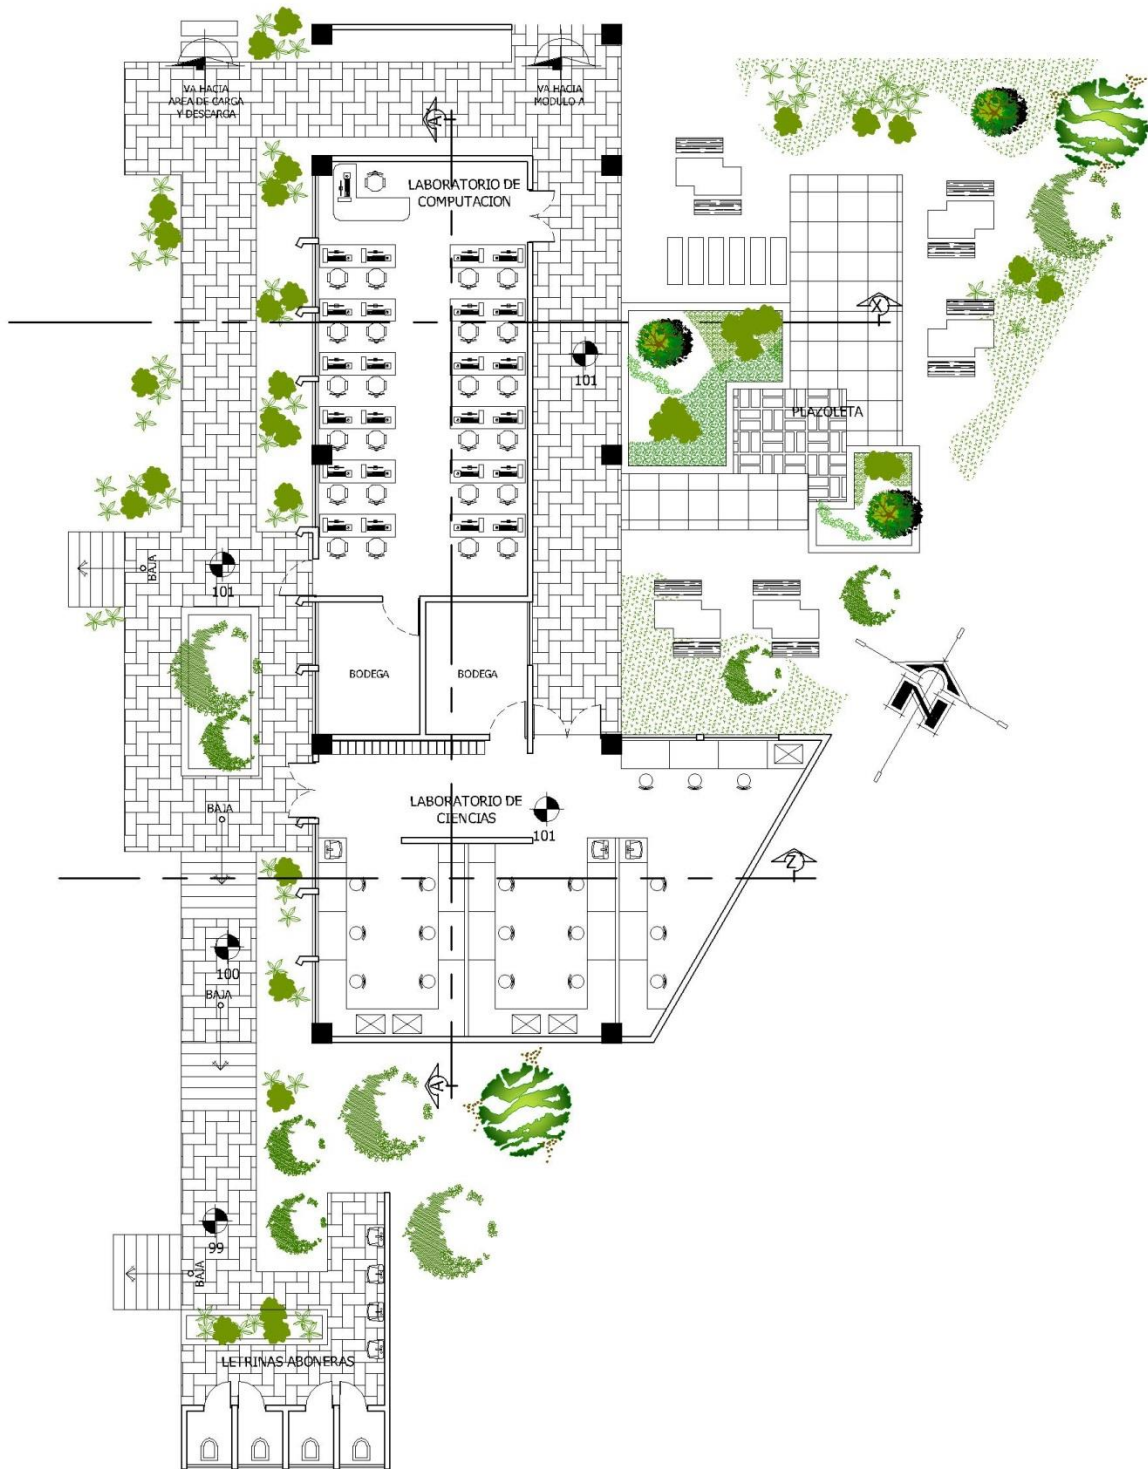 VA HACIA
AREA DE CARGA
Y DESCARGA
VA HACIA
MODULO A
A
LABORATORIO DE
COMPUTACION
X
101
PLAZOLETA
BAJA
101
BODEGA
BODEGA
N
BAJA
LABORATORIO DE
CIENCIAS
101
Z
100
BAJA
A
99
BAJA
LETRINAS ABONERAS